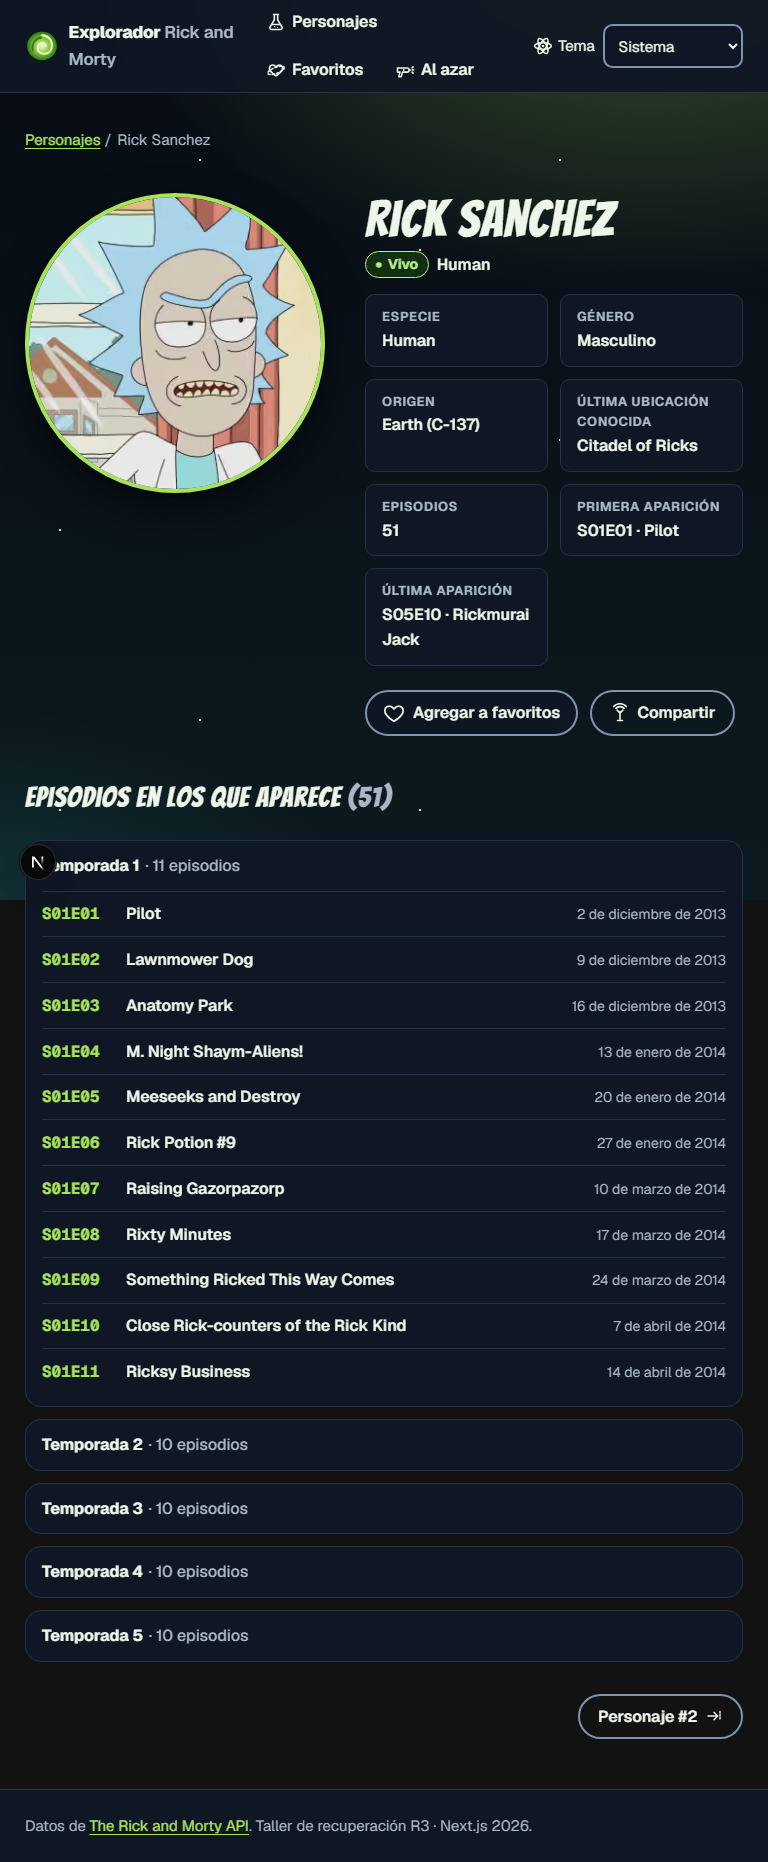 Explorador Rick and
Morty
Personajes
Favoritos
Al azar
Tema
Sistema
Personajes / Rick Sanchez
RICK SANCHEZ
• Vivo
Human
ESPECIE
Human
GÉNERO
Masculino
ORIGEN
Earth (C-137)
ÚLTIMA UBICACIÓN
CONOCIDA
Citadel of Ricks
EPISODIOS
51
PRIMERA APARICIÓN
S01E01 · Pilot
ÚLTIMA APARICIÓN
S05E10 · Rickmurai
Jack
Agregar a favoritos
Compartir
EPISODIOS EN LOS QUE APARECE (51)
N
emporada 1 · 11 episodios
S01E01 Pilot 2 de diciembre de 2013
S01E02 Lawnmower Dog 9 de diciembre de 2013
S01E03 Anatomy Park 16 de diciembre de 2013
S01E04 M. Night Shaym-Aliens! 13 de enero de 2014
S01E05 Meeseeks and Destroy 20 de enero de 2014
S01E06 Rick Potion #9 27 de enero de 2014
S01E07 Raising Gazorpazorp 10 de marzo de 2014
S01E08 Rixty Minutes 17 de marzo de 2014
S01E09 Something Ricked This Way Comes 24 de marzo de 2014
S01E10 Close Rick-counters of the Rick Kind 7 de abril de 2014
S01E11 Ricksy Business 14 de abril de 2014
Temporada 2 · 10 episodios
Temporada 3 · 10 episodios
Temporada 4 · 10 episodios
Temporada 5 · 10 episodios
Personaje #2
Datos de The Rick and Morty API. Taller de recuperación R3 · Next.js 2026.